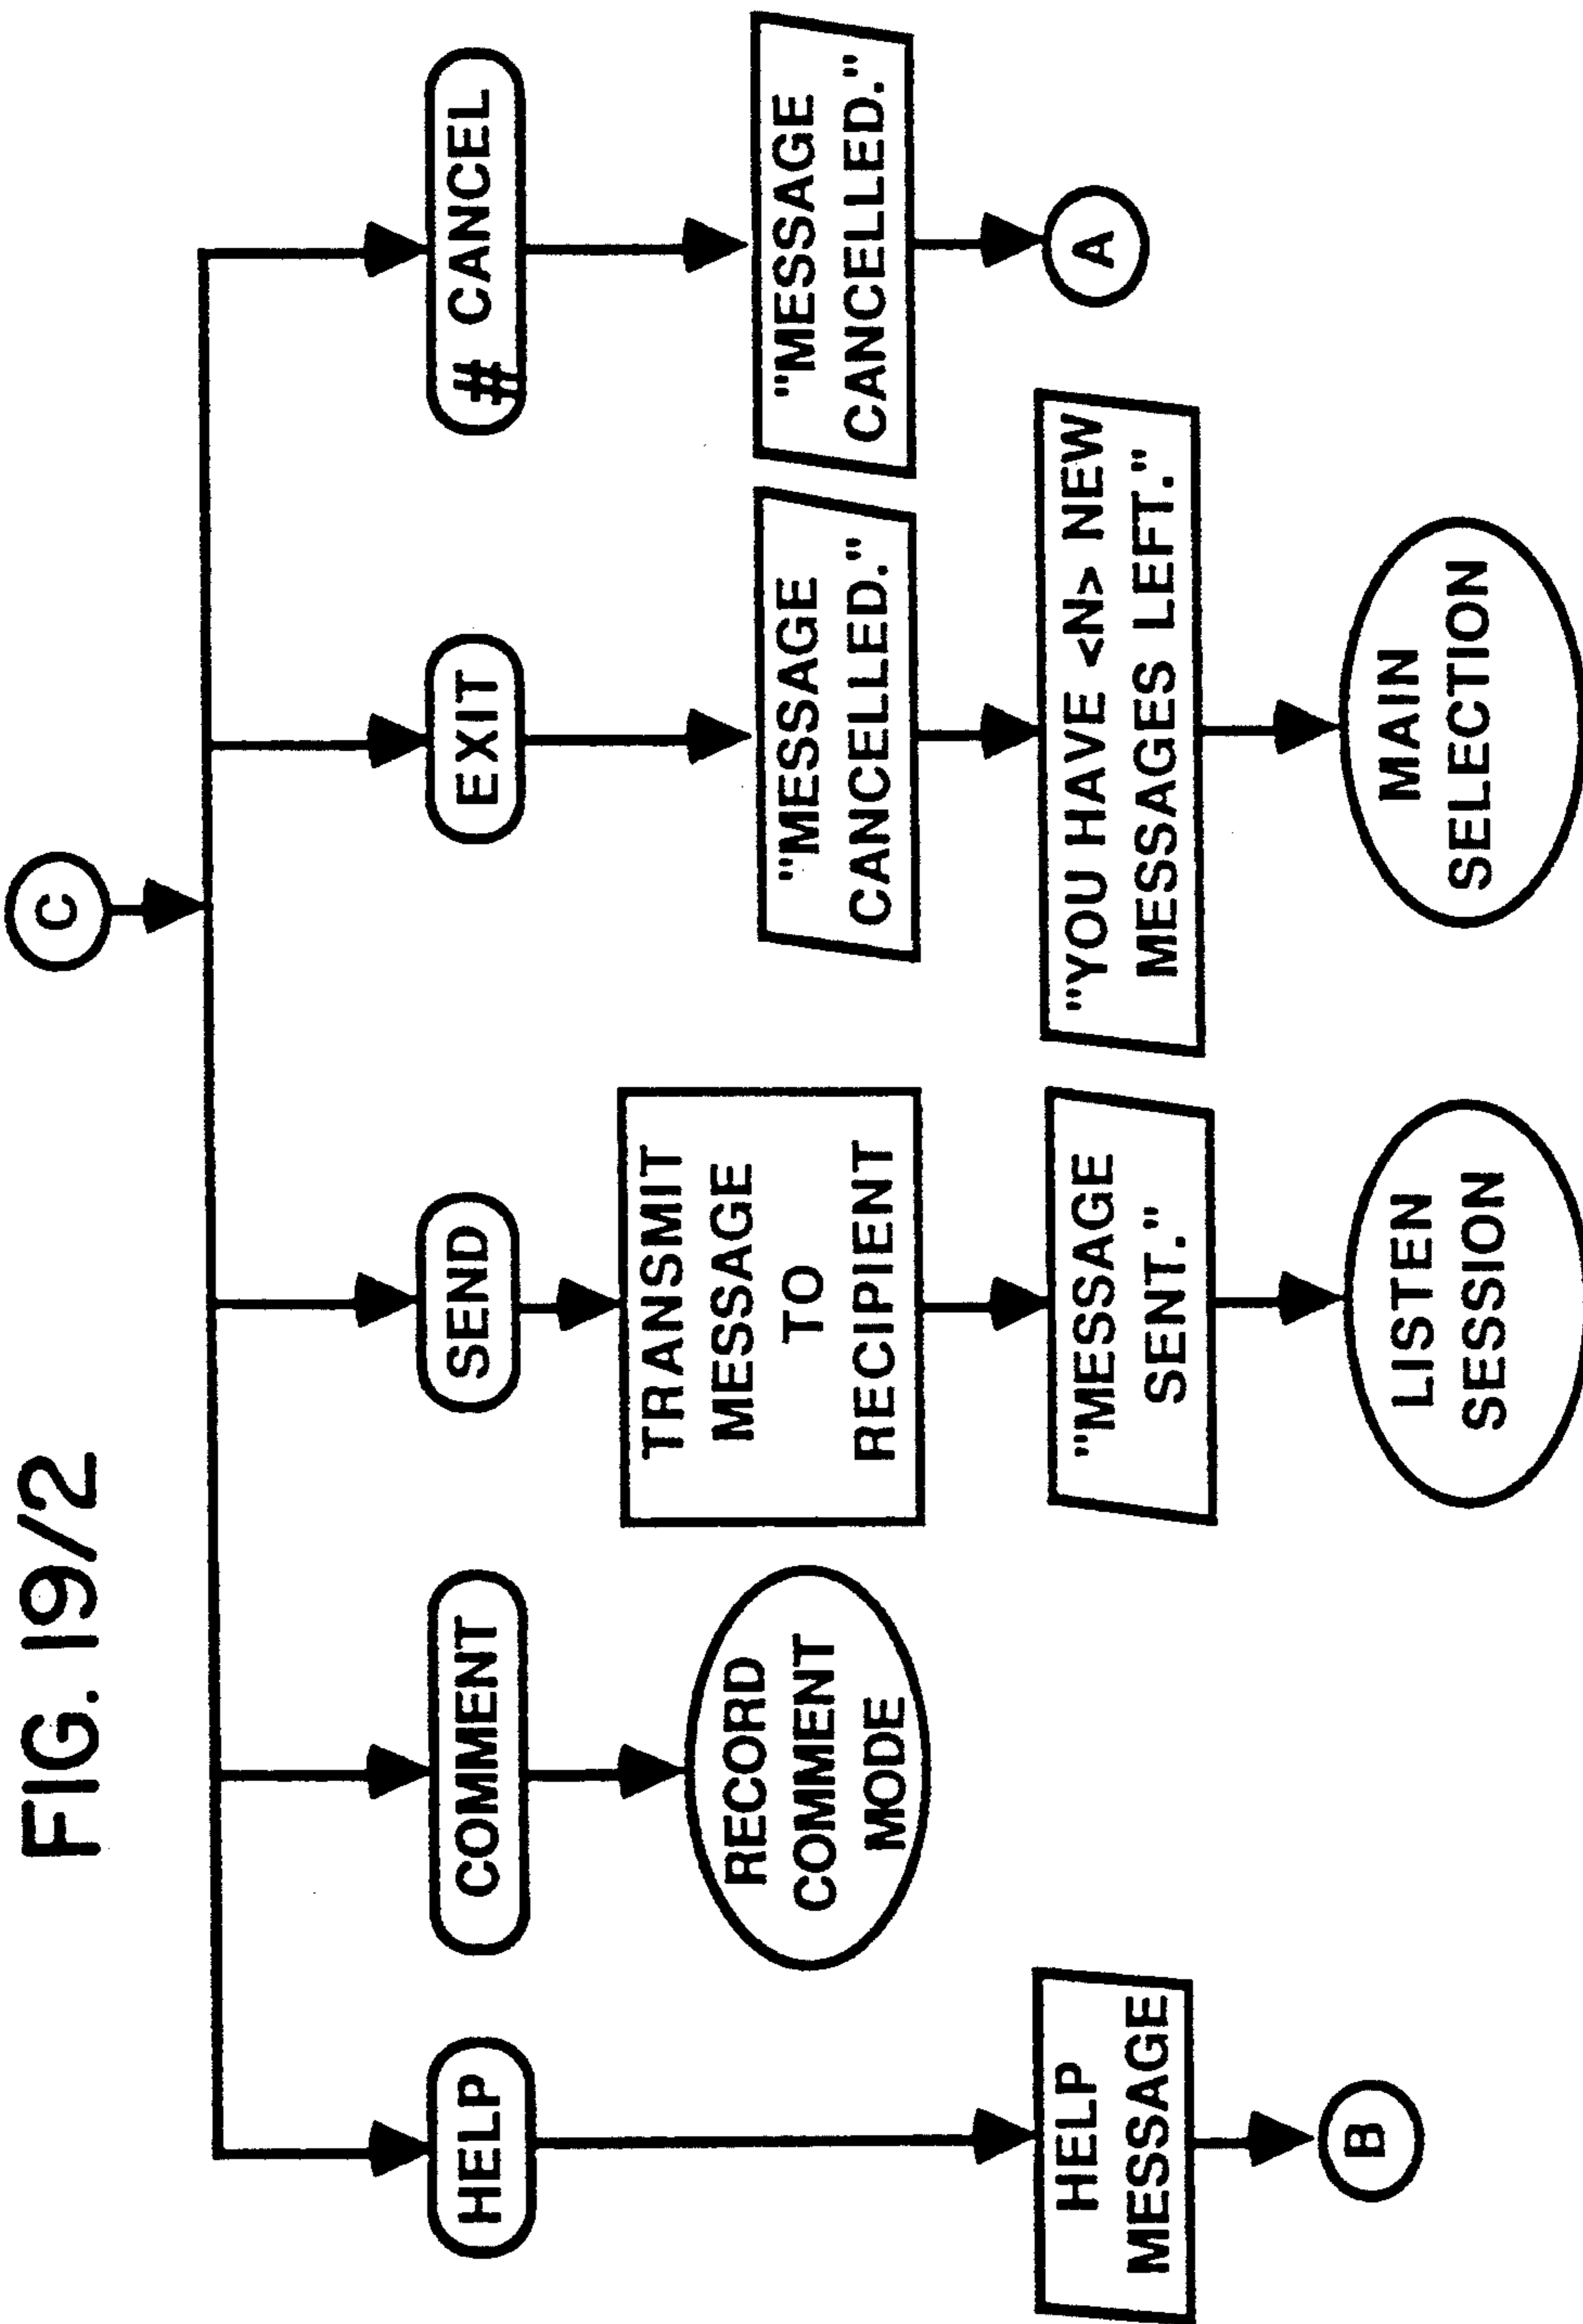 FIG. 19/2
C
HELP
COMMENT
SEND
EXIT
# CANCEL
HELP
MESSAGE
B
RECORD
COMMENT
MODE
TRANSMIT
MESSAGE
TO
RECIPIENT
"MESSAGE
SENT."
LISTEN
SESSION
"MESSAGE
CANCELLED."
"YOU HAVE <N> NEW
MESSAGES LEFT."
MAIN
SELECTION
"MESSAGE
CANCELLED."
A